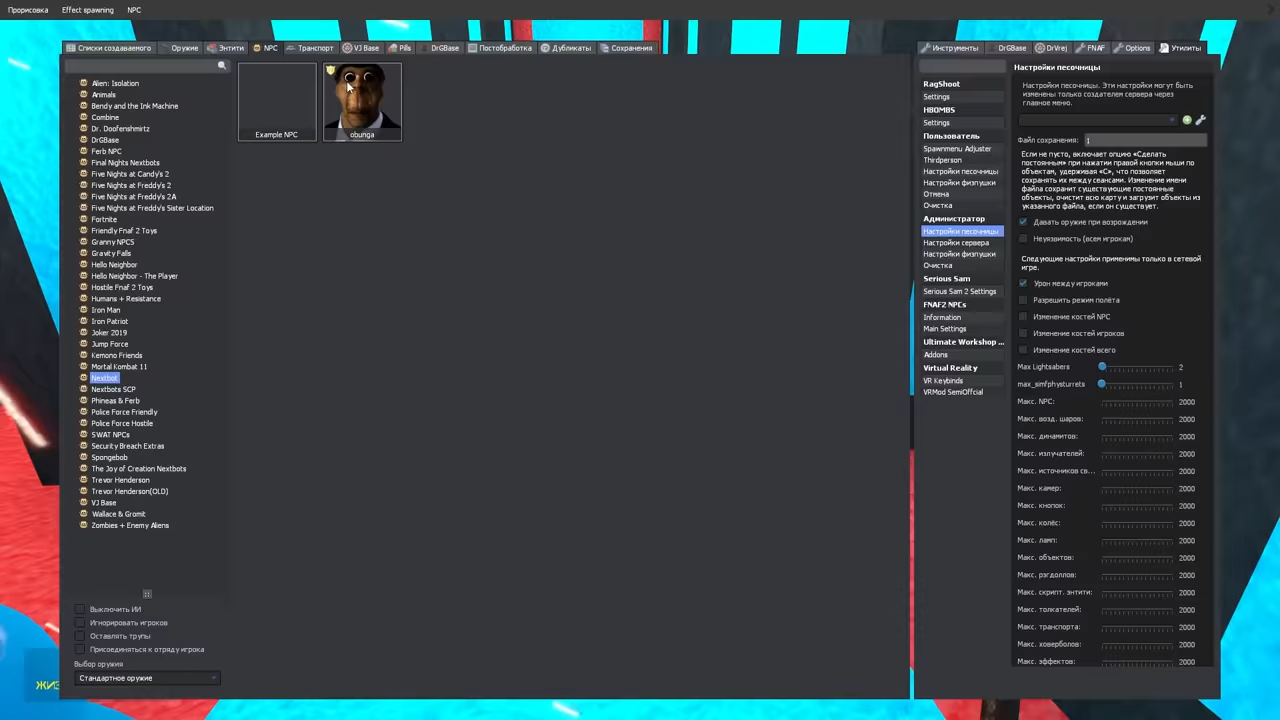 Прорисовка Effect spawning NPC
Списки создаваемого Оружие Энтити NPC Транспорт VJ Base Pills DrGBase Постобработка Дубликаты Сохранения
Alien: Isolation
Animals
Bendy and the Ink Machine
Combine
Dr. Doofenshmirtz
DrGBase
Ferb NPC
Final Nights Nextbots
Five Nights at Candy's 2
Five Nights at Freddy's 2
Five Nights at Freddy's 2A
Five Nights at Freddy's Sister Location
Fortnite
Friendly Fnaf 2 Toys
Granny NPCS
Gravity Falls
Hello Neighbor
Hello Neighbor - The Player
Hostile Fnaf 2 Toys
Humans + Resistance
Iron Man
Iron Patriot
Joker 2019
Jump Force
Kemono Friends
Mortal Kombat 11
Nextbot
Nextbots SCP
Phineas & Ferb
Police Force Friendly
Police Force Hostile
SWAT NPCs
Security Breach Extras
Spongebob
The Joy of Creation Nextbots
Trevor Henderson
Trevor Henderson(OLD)
VJ Base
Wallace & Gromit
Zombies + Enemy Aliens
Выключить ИИ
Игнорировать игроков
Оставлять трупы
Присоединяться к отряду игрока
Выбор оружия
Стандартное оружие
Example NPC
obunga
Инструменты DrGBase DrVrej FNAF Options Утилиты
RagShoot
Settings
HBOMBS
Settings
Пользователь
Spawnmenu Adjuster
Thirdperson
Настройки песочницы
Настройки физпушки
Отмена
Очистка
Администратор
Настройки песочницы
Настройки сервера
Настройки физпушки
Очистка
Serious Sam
Serious Sam 2 Settings
FNAF2 NPCs
Information
Main Settings
Ultimate Workshop ...
Addons
Virtual Reality
VR Keybinds
VRMod SemiOffcial
Настройки песочницы
Настройки песочницы. Эти настройки могут быть
изменены только создателем сервера через
главное меню.
Файл сохранения: 1
Если не пусто, включает опцию «Сделать
постоянным» при нажатии правой кнопки мыши по
объектам, удерживая «C», что позволяет
сохранять их между сеансами. Изменение имени
файла сохранит существующие постоянные
объекты, очистит всю карту и загрузит объекты из
указанного файла, если он существует.
Давать оружие при возрождении
Неуязвимость (всем игрокам)
Следующие настройки применимы только в сетевой
игре.
Урон между игроками
Разрешить режим полёта
Изменение костей NPC
Изменение костей игроков
Изменение костей всего
Max Lightsabers 2
max_simfphysturrets 1
Макс. NPC: 2000
Макс. возд. шаров: 2000
Макс. динамитов: 2000
Макс. излучателей: 2000
Макс. источников св... 2000
Макс. камер: 2000
Макс. кнопок: 2000
Макс. колёс: 2000
Макс. ламп: 2000
Макс. объектов: 2000
Макс. рэгдоллов: 2000
Макс. скрипт. энтити: 2000
Макс. толкателей: 2000
Макс. транспорта: 2000
Макс. ховерболов: 2000
Макс. эффектов: 2000